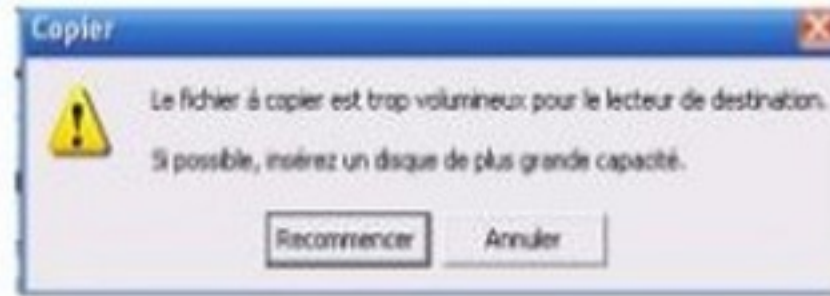 Copier
Le fichier à copier est trop volumineux pour le lecteur de destination.
Si possible, insérez un disque de plus grande capacité.
Recommencer
Annuler